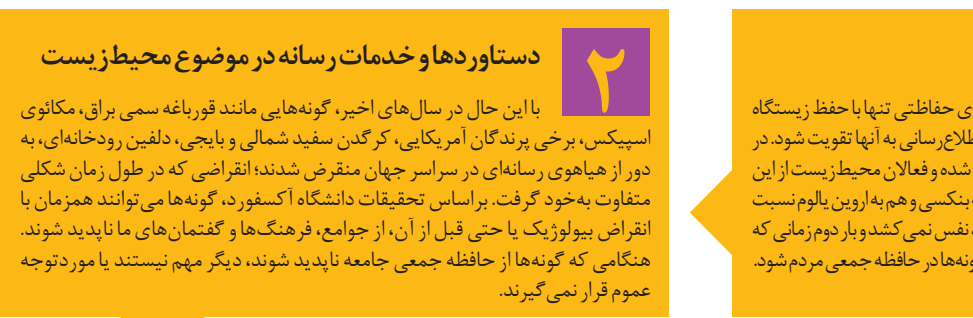 ی حفاظتی تنها با حفظ زیستگاه
طلاع‌رسانی به آنها تقویت شود. در
شده و فعالان محیط‌زیست از این
بنکسی و هم به اروین یالوم نسبت
نفس نمی‌کشد و بار دوم زمانی که
ونه‌ها در حافظه جمعی مردم شود.
۲
دستاوردها و خدمات رسانه در موضوع محیط‌زیست
با این حال در سال‌های اخیر، گونه‌هایی مانند قورباغه سمی براق، مکائوی
اسپیکس، برخی پرندگان آمریکایی، کرگدن سفید شمالی و بایجی، دلفین رودخانه‌ای، به
دور از هیاهوی رسانه‌ای در سراسر جهان منقرض شدند؛ انقراضی که در طول زمان شکلی
متفاوت به‌خود گرفت. براساس تحقیقات دانشگاه آکسفورد، گونه‌ها می‌توانند همزمان با
انقراض بیولوژیک یا حتی قبل از آن، از جوامع، فرهنگ‌ها و گفتمان‌های ما ناپدید شوند.
هنگامی که گونه‌ها از حافظه جمعی جامعه ناپدید شوند، دیگر مهم نیستند یا مورد توجه
عموم قرار نمی‌گیرند.